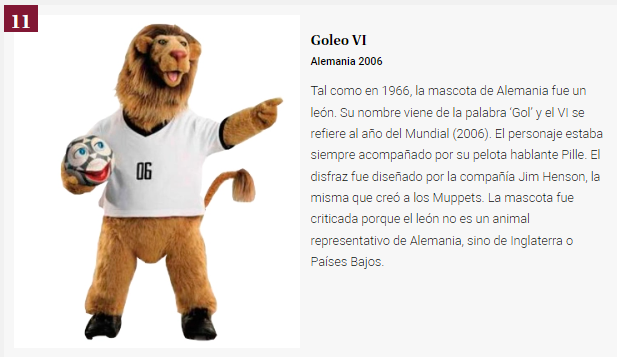 11
Goleo VI
Alemania 2006
Tal como en 1966, la mascota de Alemania fue un
león. Su nombre viene de la palabra ‘Gol’ y el VI se
refiere al año del Mundial (2006). El personaje estaba
siempre acompañado por su pelota hablante Pille. El
disfraz fue diseñado por la compañía Jim Henson, la
misma que creó a los Muppets. La mascota fue
criticada porque el león no es un animal
representativo de Alemania, sino de Inglaterra o
Países Bajos.
06